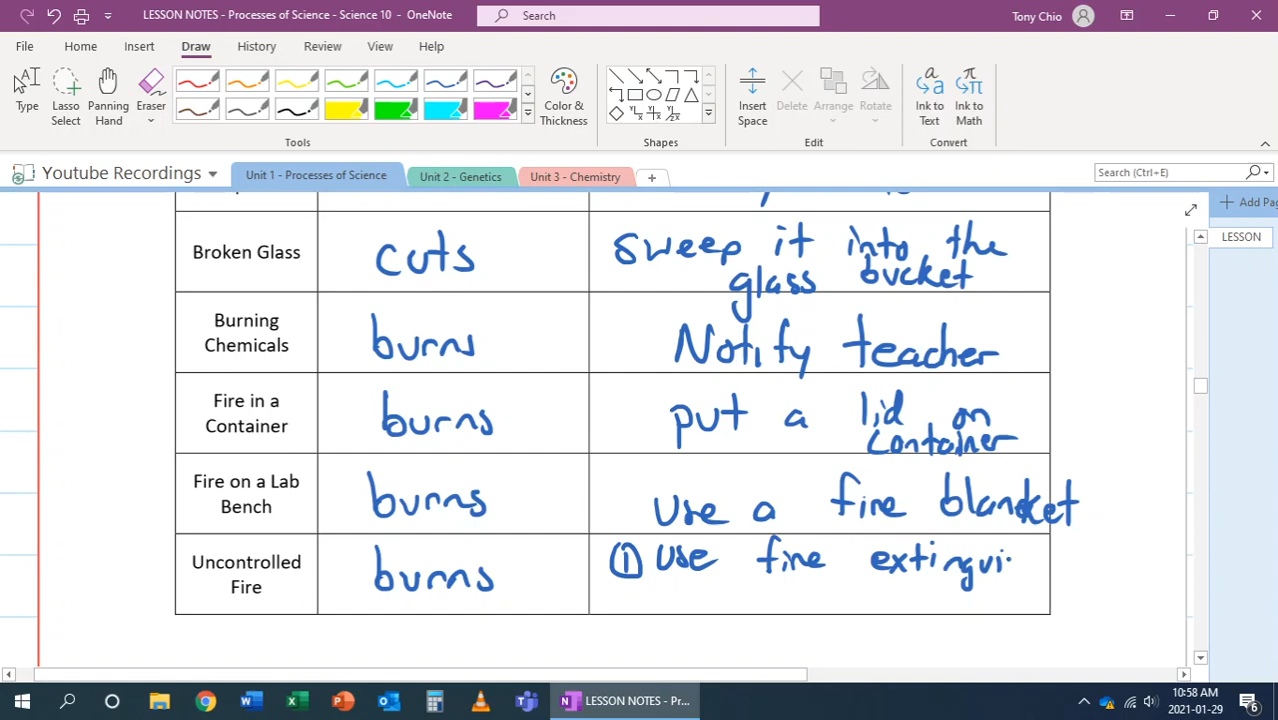 LESSON NOTES - Processes of Science - Science 10 - OneNote
Search
Tony Chio
File Home Insert Draw History Review View Help
Type
Lasso Select
Panning Hand
Eraser
Color & Thickness
Insert Space
Delete
Arrange
Rotate
Ink to Text
Ink to Math
Tools
Shapes
Edit
Convert
Youtube Recordings
Unit 1 - Processes of Science
Unit 2 - Genetics
Unit 3 - Chemistry
Search (Ctrl+E)
Add Pag
LESSON
Broken Glass
cuts
sweep it into the
glass bucket
Burning
Chemicals
burns
Notify teacher
Fire in a
Container
burns
put a lid on
container
Fire on a Lab
Bench
burns
use a fire blanket
Uncontrolled
Fire
burns
① Use fire extingui
W
X
P
N
LESSON NOTES - Pr...
10:58 AM
2021-01-29
6